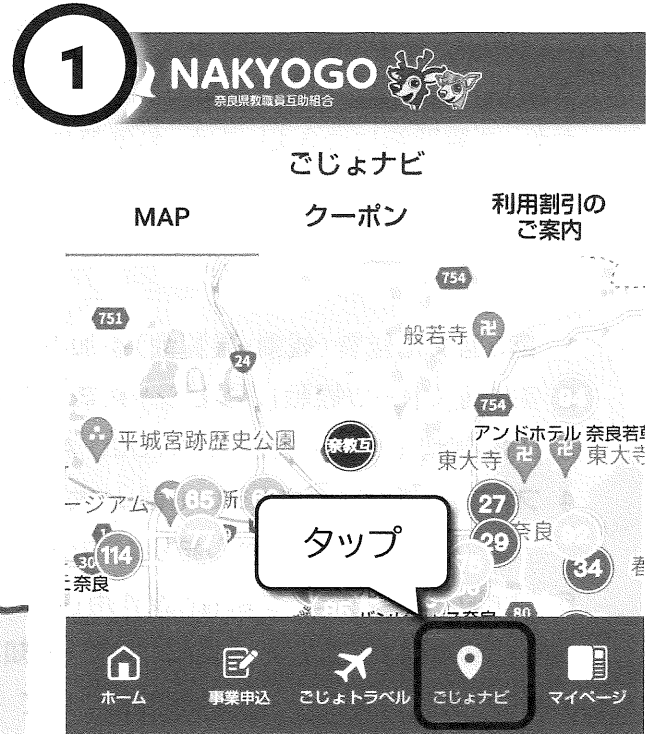 1
NAKYOGO
奈良県教職員互助組合
ごじょナビ
MAP
クーポン
利用割引の
ご案内
754
751
般若寺
24
754
アンドホテル 奈良若草
平城宮跡歴史公園
奈教互
東大寺
東大寺
ージアム
65
新
27
タップ
29
奈良
114
34
奈良
80
ホーム
事業申込
ごじょトラベル
ごじょナビ
マイページ